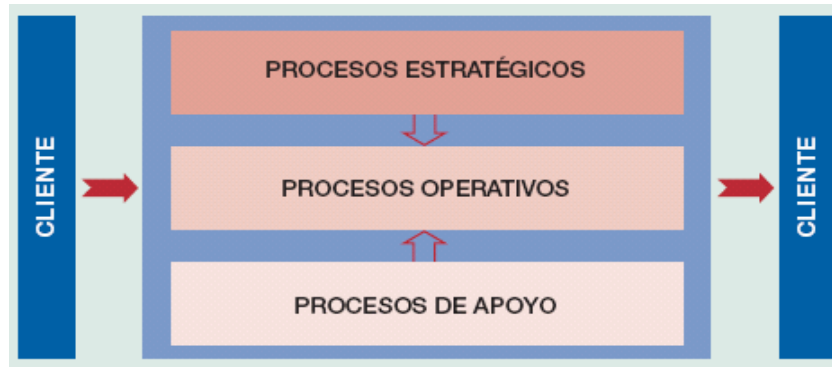 CLIENTE
PROCESOS ESTRATÉGICOS
PROCESOS OPERATIVOS
PROCESOS DE APOYO
CLIENTE